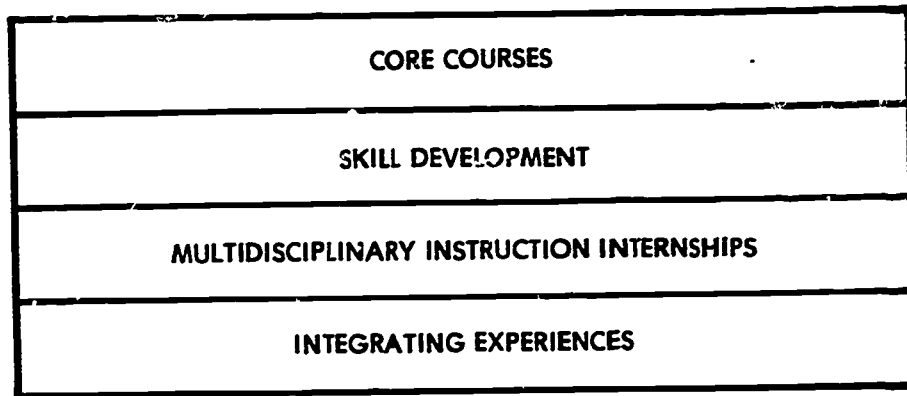 CORE COURSES
SKILL DEVELOPMENT
MULTIDISCIPLINARY INSTRUCTION INTERNSHIPS
INTEGRATING EXPERIENCES